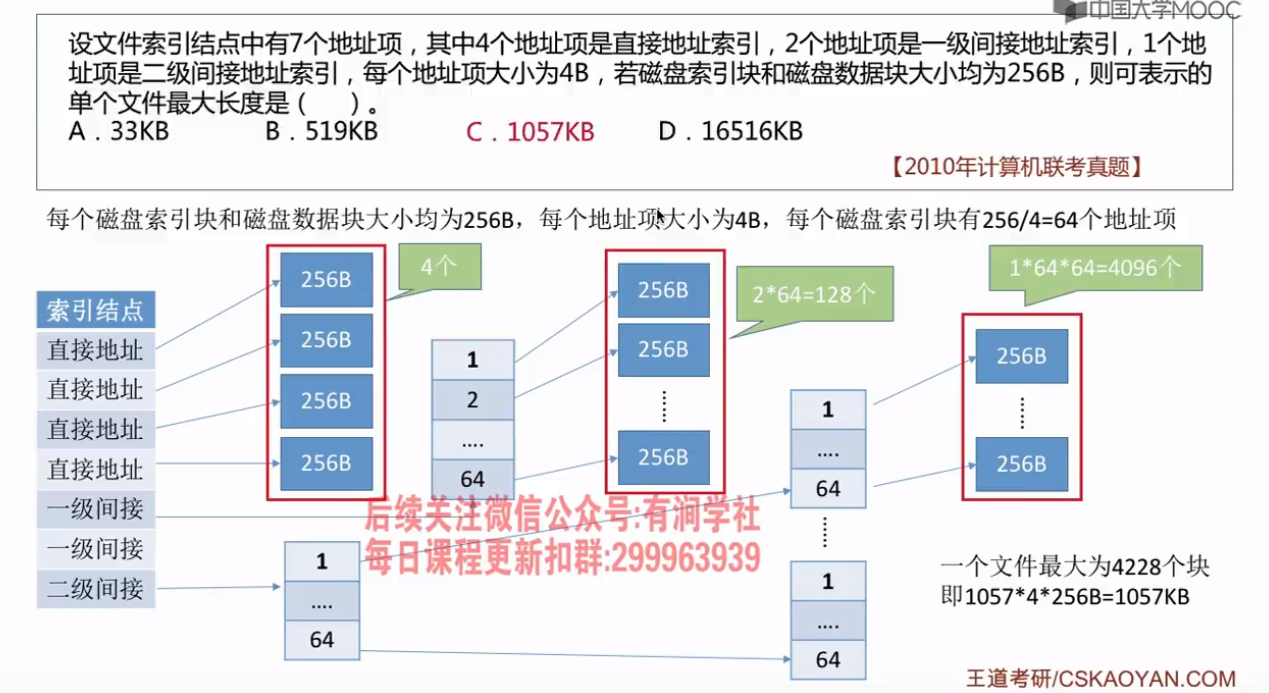 中国大学MOOC
设文件索引结点中有7个地址项，其中4个地址项是直接地址索引，2个地址项是一级间接地址索引，1个地
址项是二级间接地址索引，每个地址项大小为4B，若磁盘索引块和磁盘数据块大小均为256B，则可表示的
单个文件最大长度是（ ）。
A．33KB B．519KB C．1057KB D．16516KB
【2010年计算机联考真题】
每个磁盘索引块和磁盘数据块大小均为256B，每个地址项大小为4B，每个磁盘索引块有256/4=64个地址项
索引结点
直接地址
直接地址
直接地址
直接地址
一级间接
一级间接
二级间接
256B
256B
256B
256B
4个
1
2
....
64
256B
256B
256B
2*64=128个
1
....
64
1
....
64
1
....
64
256B
256B
1*64*64=4096个
后续关注微信公众号:有涧学社
每日课程更新扣群:299963939
一个文件最大为4228个块
即1057*4*256B=1057KB
王道考研/CSKAOYAN.COM